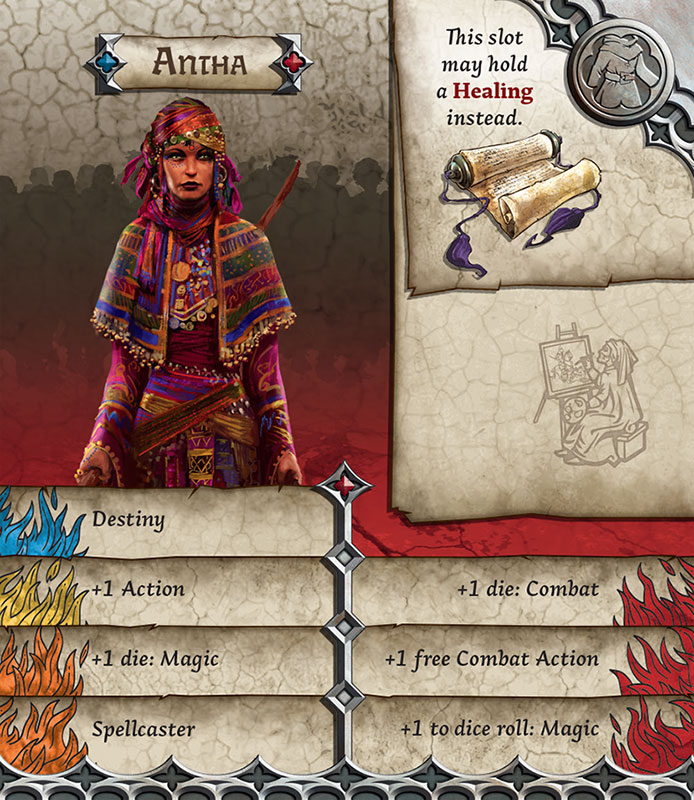 Antha
This slot
may hold
a Healing
instead.
Destiny
+1 Action
+1 die: Combat
+1 die: Magic
+1 free Combat Action
Spellcaster
+1 to dice roll: Magic